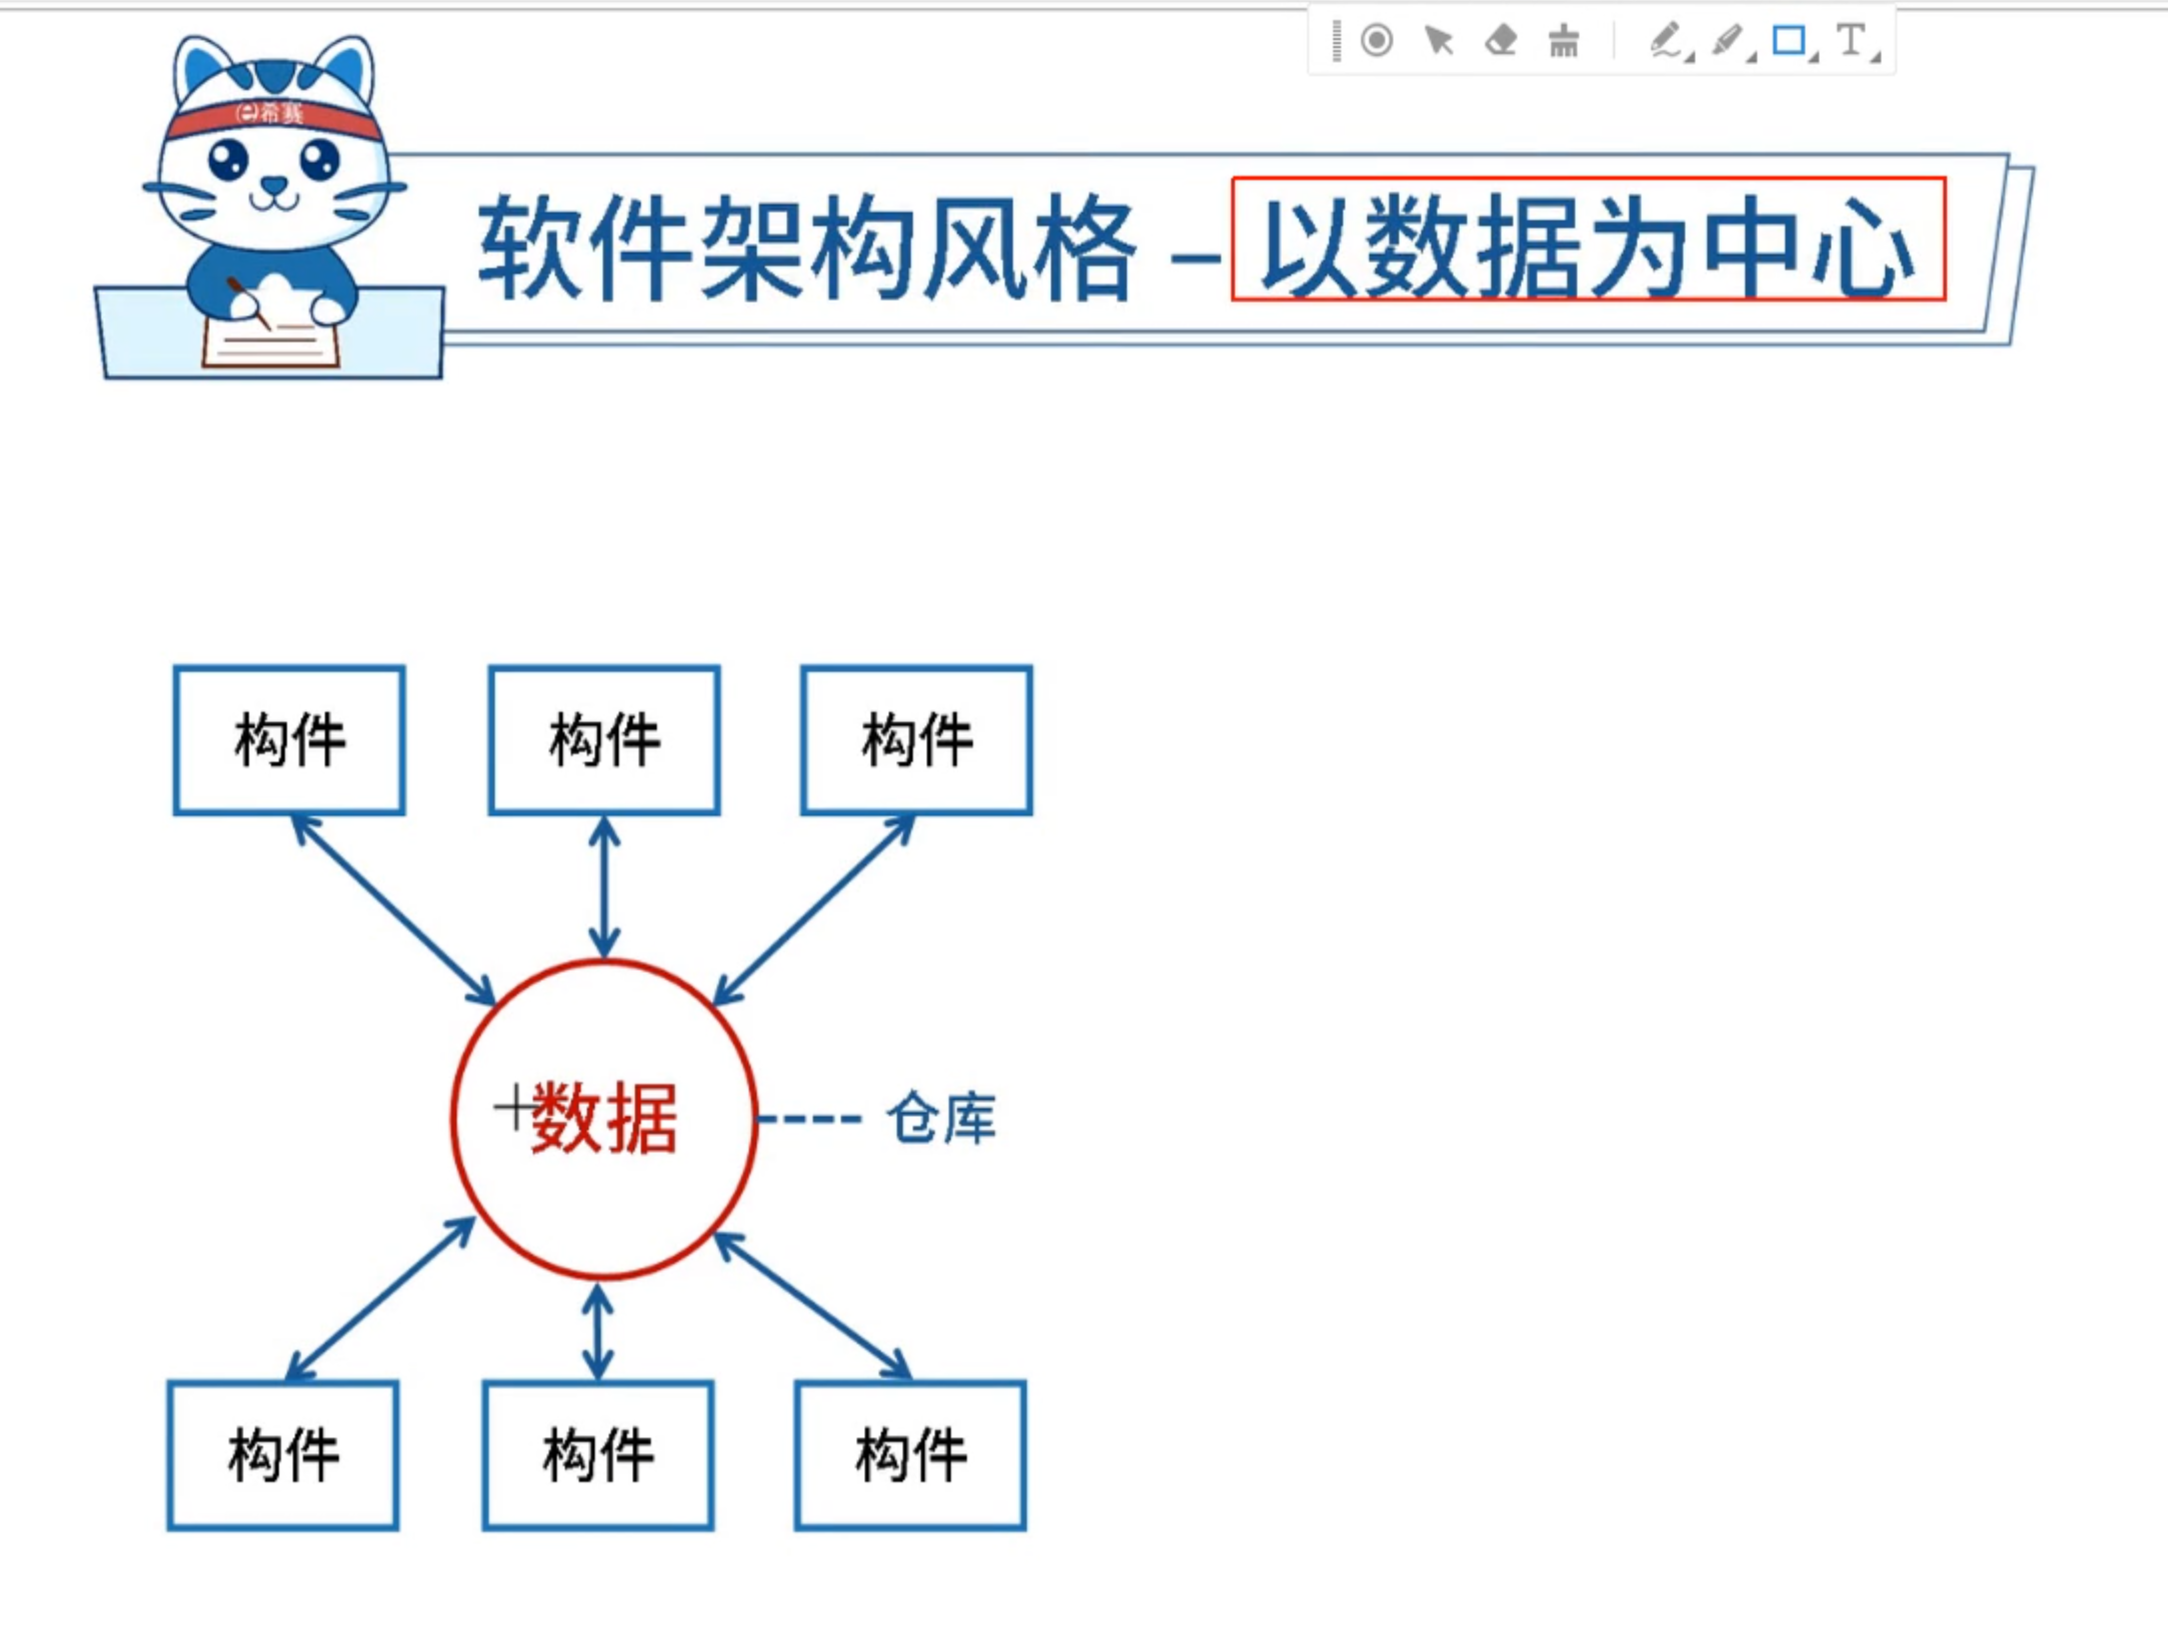 希赛
软件架构风格 – 以数据为中心
构件 构件 构件
数据 ---- 仓库
构件 构件 构件